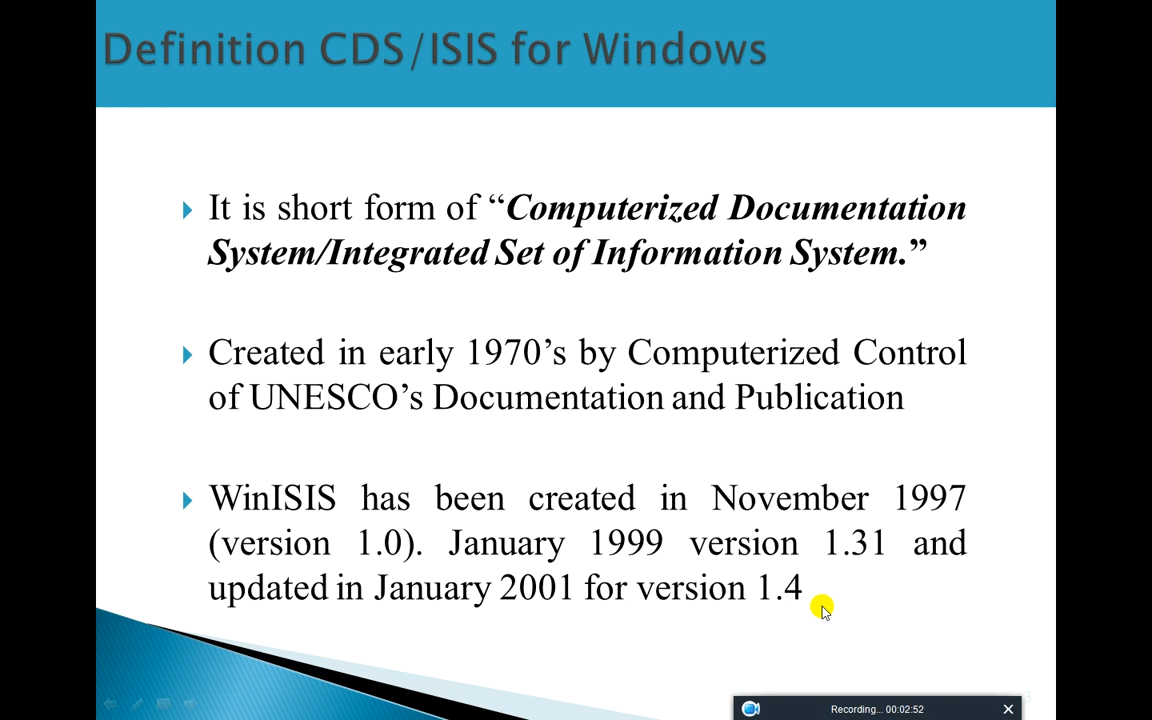 Definition CDS/ISIS for Windows
It is short form of “Computerized Documentation
System/Integrated Set of Information System.”
Created in early 1970’s by Computerized Control
of UNESCO’s Documentation and Publication
WinISIS has been created in November 1997
(version 1.0). January 1999 version 1.31 and
updated in January 2001 for version 1.4
Recording... 00:02:52